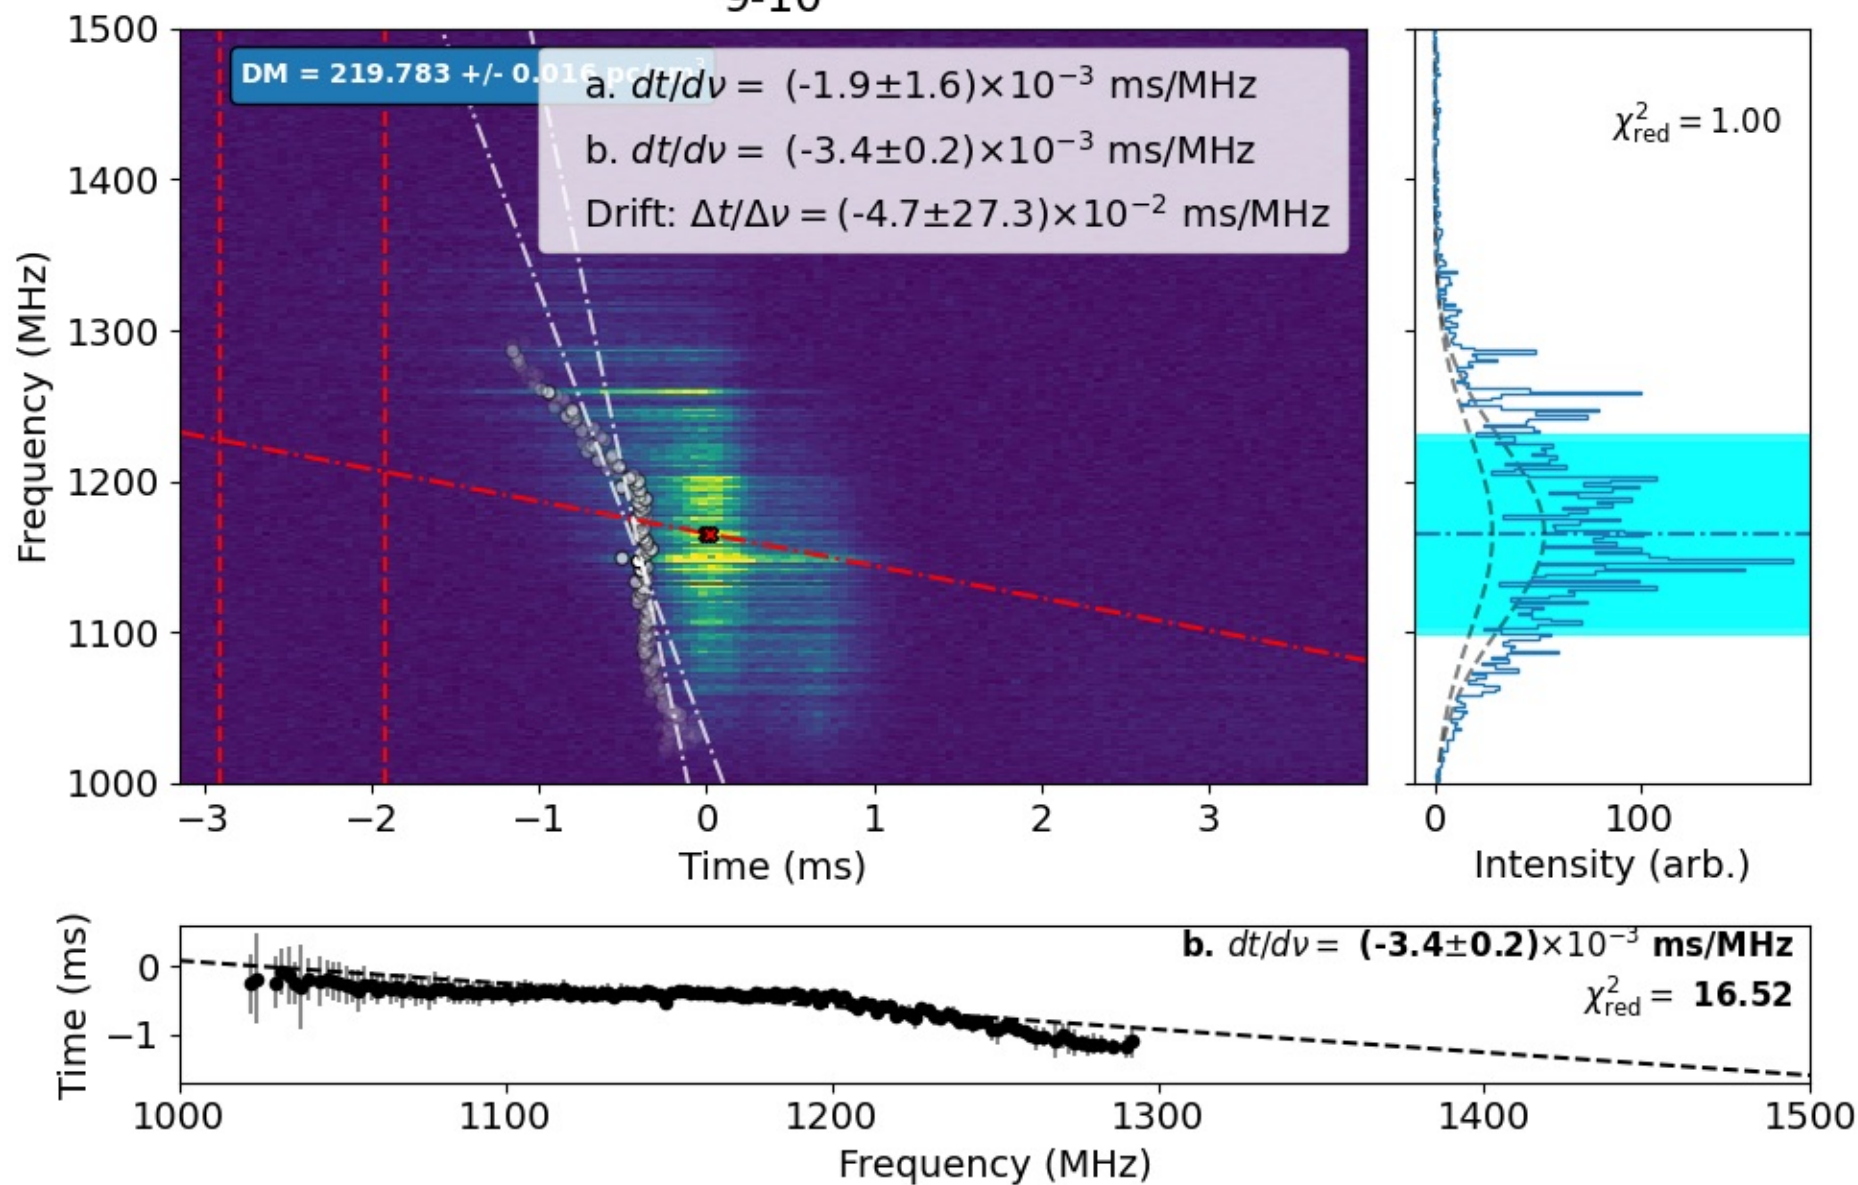 9-10
1500
1400
1300
1200
1100
1000
Frequency (MHz)
DM = 219.783 +/- 0.016 pc/cm³
a. dt/dν = (-1.9±1.6)×10⁻³ ms/MHz
b. dt/dν = (-3.4±0.2)×10⁻³ ms/MHz
Drift: Δt/Δν = (-4.7±27.3)×10⁻² ms/MHz
−3 −2 −1 0 1 2 3
Time (ms)
χ²red = 1.00
0 100
Intensity (arb.)
Time (ms)
0
−1
b. dt/dν = (-3.4±0.2)×10⁻³ ms/MHz
χ²red = 16.52
1000 1100 1200 1300 1400 1500
Frequency (MHz)